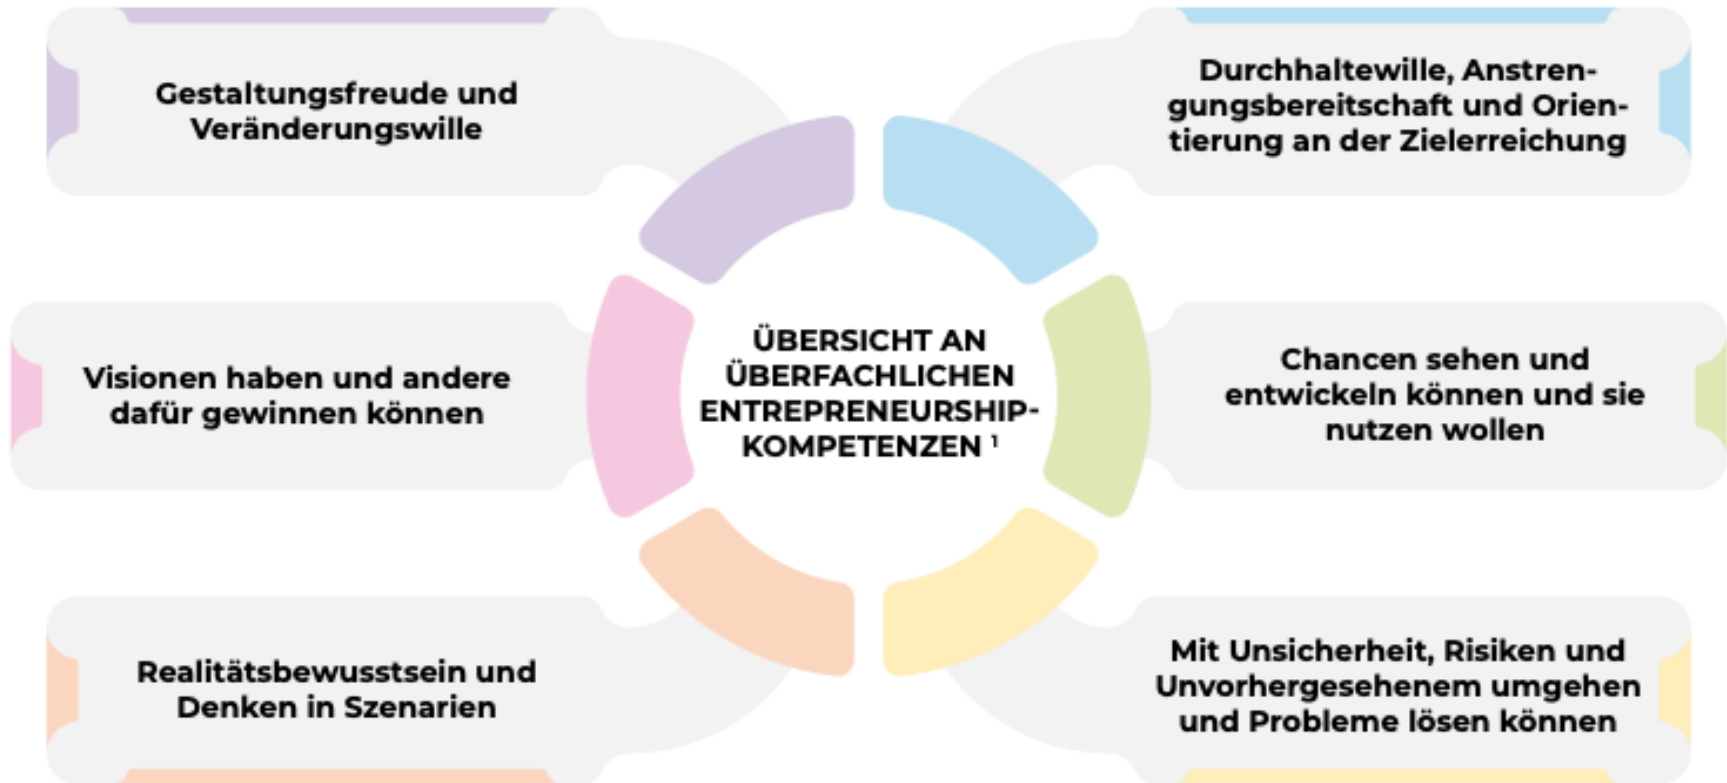 Gestaltungsfreude und
Veränderungswille
Durchhaltewille, Anstren-
gungsbereitschaft und Orien-
tierung an der Zielerreichung
Visionen haben und andere
dafür gewinnen können
ÜBERSICHT AN
ÜBERFACHLICHEN
ENTREPRENEURSHIP-
KOMPETENZEN ¹
Chancen sehen und
entwickeln können und sie
nutzen wollen
Realitätsbewusstsein und
Denken in Szenarien
Mit Unsicherheit, Risiken und
Unvorhergesehenem umgehen
und Probleme lösen können